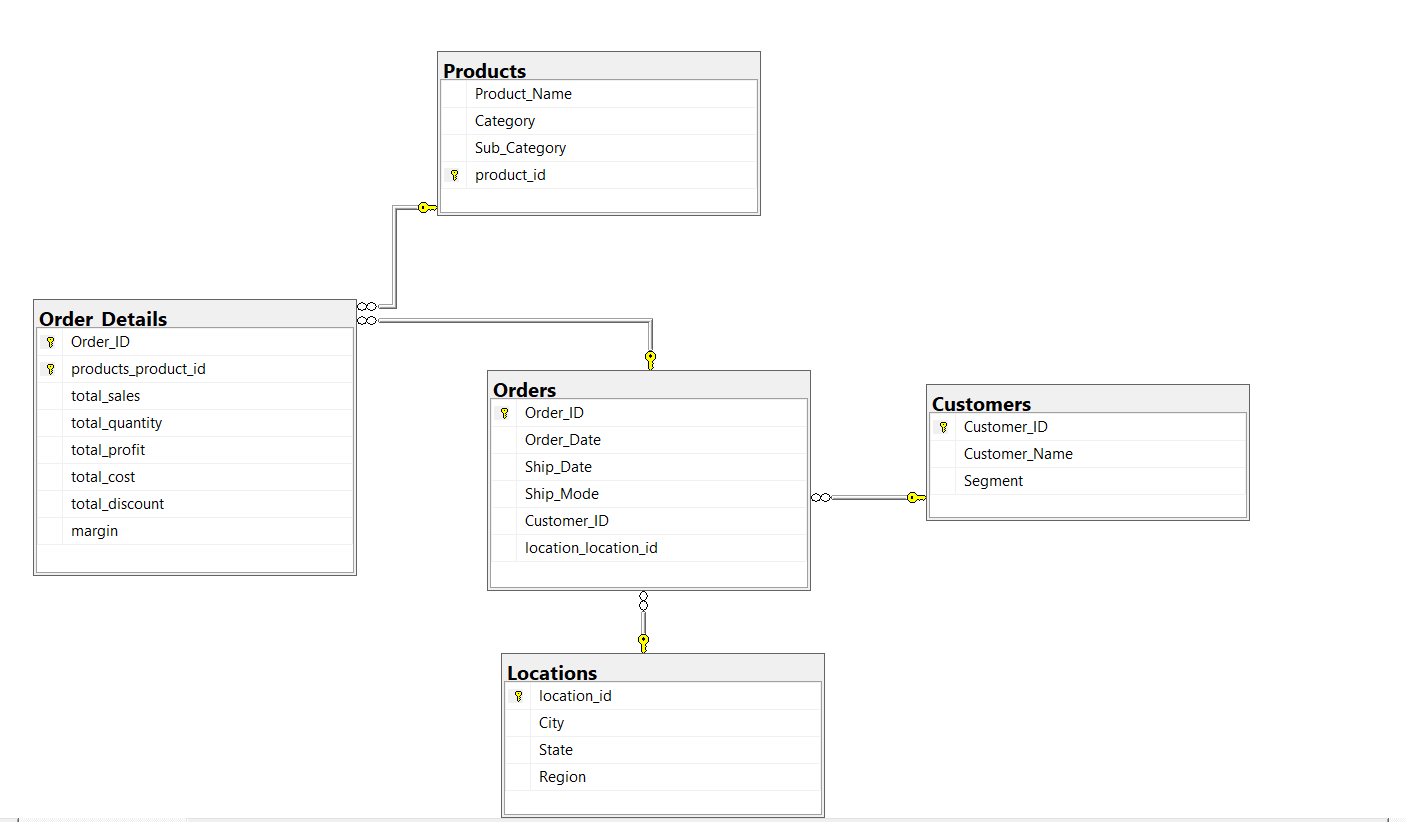 Products
Product_Name
Category
Sub_Category
product_id
Order_Details
Order_ID
products_product_id
total_sales
total_quantity
total_profit
total_cost
total_discount
margin
Orders
Order_ID
Order_Date
Ship_Date
Ship_Mode
Customer_ID
location_location_id
Customers
Customer_ID
Customer_Name
Segment
Locations
location_id
City
State
Region